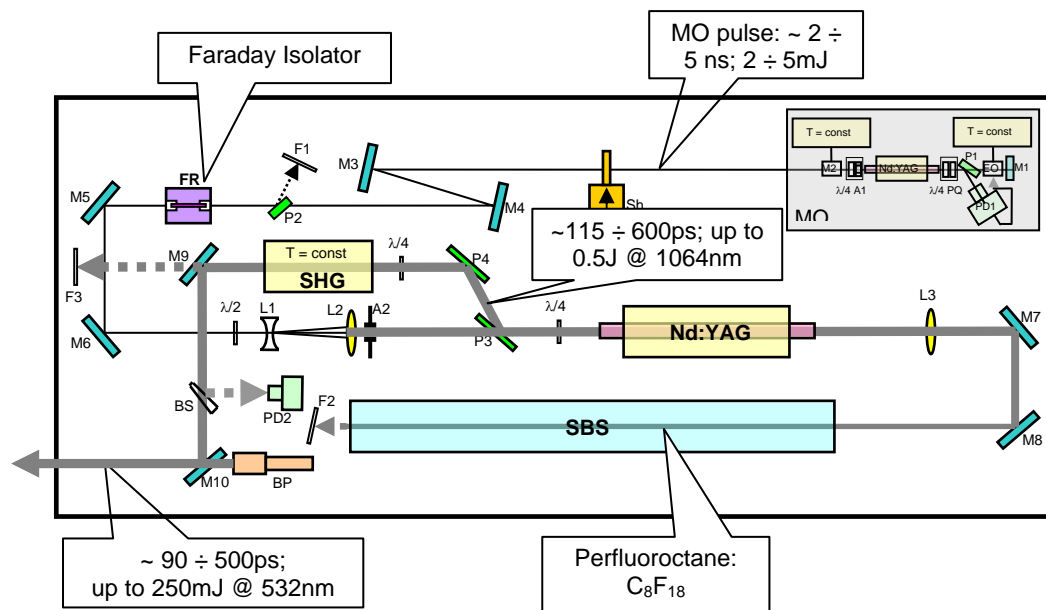 Faraday Isolator
MO pulse: ~ 2 ÷
5 ns; 2 ÷ 5mJ
T = const
T = const
M2
λ/4 A1
Nd:YAG
λ/4 PQ
P1
EO
M1
PD1
MO
F1
M3
Sh
M5
FR
P2
M4
~115 ÷ 600ps; up to
0.5J @ 1064nm
M9
T = const
SHG
λ/4
P4
F3
M6
λ/2
L1
L2
A2
P3
λ/4
Nd:YAG
L3
M7
BS
PD2
F2
SBS
M8
M10
BP
~ 90 ÷ 500ps;
up to 250mJ @ 532nm
Perfluoroctane:
C8F18